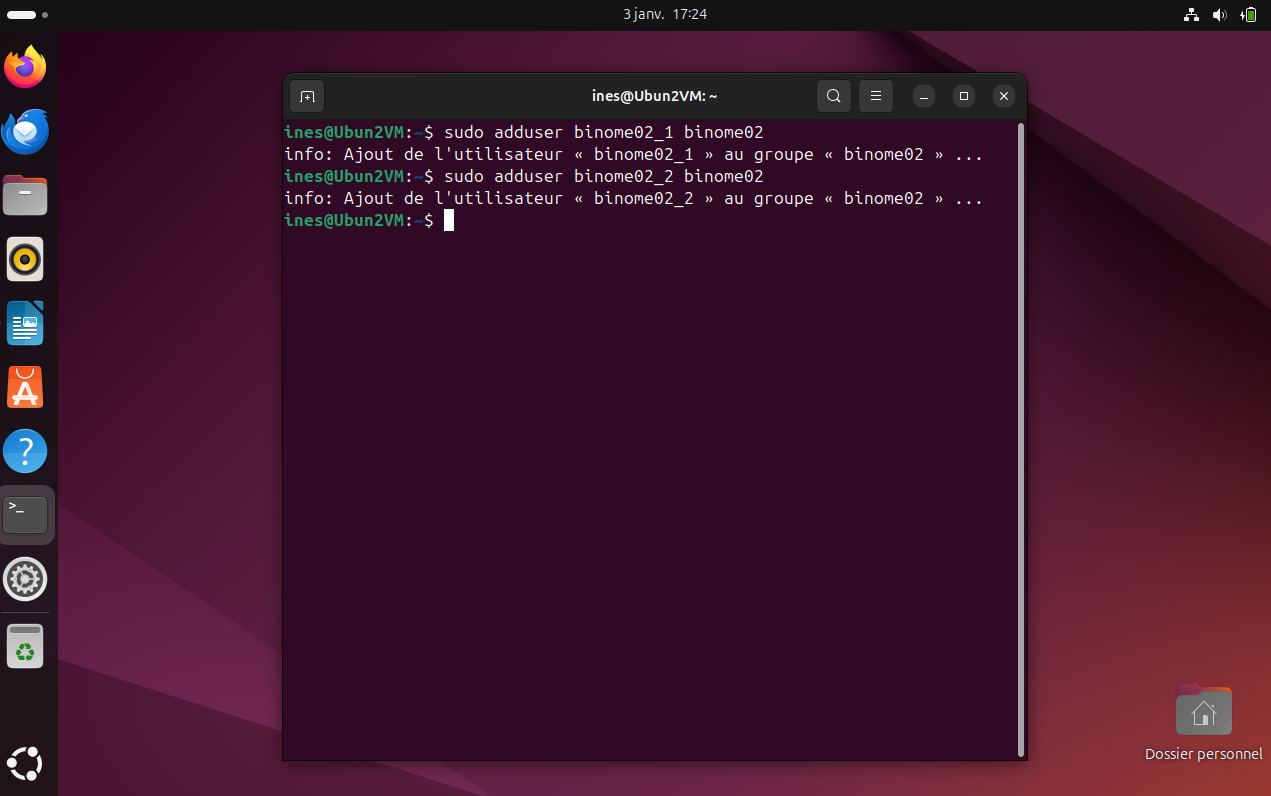 3 janv. 17:24
ines@Ubun2VM: ~
ines@Ubun2VM:~$ sudo adduser binome02_1 binome02
info: Ajout de l'utilisateur « binome02_1 » au groupe « binome02 » ...
ines@Ubun2VM:~$ sudo adduser binome02_2 binome02
info: Ajout de l'utilisateur « binome02_2 » au groupe « binome02 » ...
ines@Ubun2VM:~$
Dossier personnel